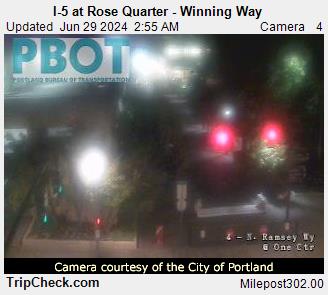 I-5 at Rose Quarter - Winning Way
Updated Jun 29 2024 2:55 AM Camera 4
PBOT
PORTLAND BUREAU OF TRANSPORTATION
4 - N. Ramsey Wy
@ One Ctr
Camera courtesy of the City of Portland
TripCheck.com Milepost302.00